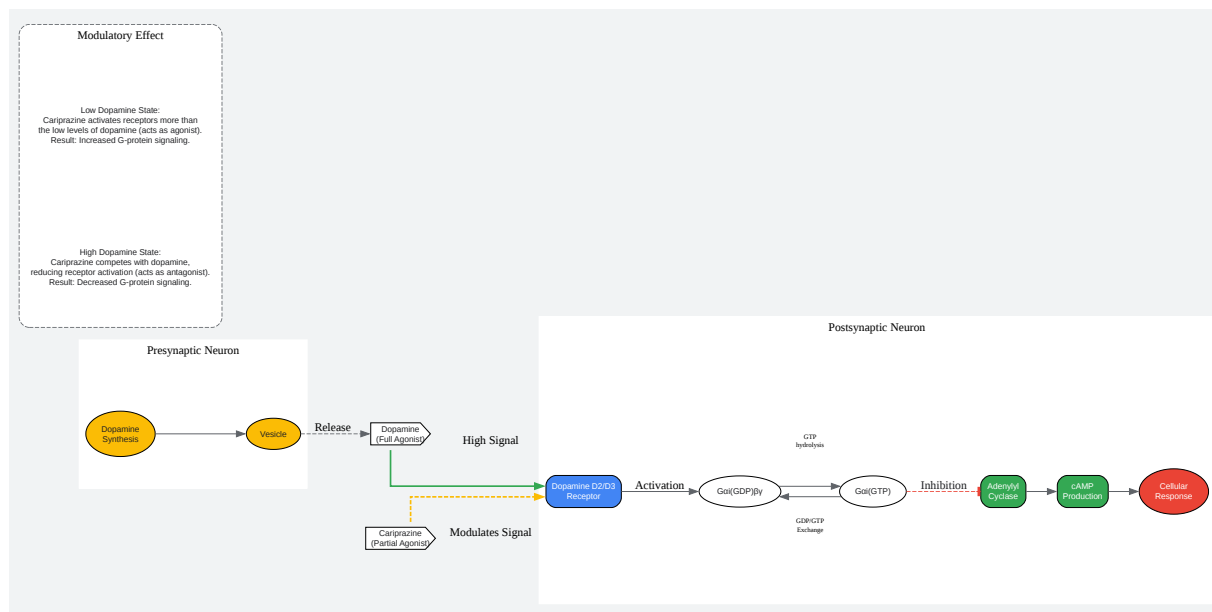 Modulatory Effect
Low Dopamine State:
Cariprazine activates receptors more than
the low levels of dopamine (acts as agonist).
Result: Increased G-protein signaling.
High Dopamine State:
Cariprazine competes with dopamine,
reducing receptor activation (acts as antagonist).
Result: Decreased G-protein signaling.
Presynaptic Neuron
Dopamine
Synthesis
Vesicle
Release
Dopamine
(Full Agonist)
High Signal
Cariprazine
(Partial Agonist)
Modulates Signal
Postsynaptic Neuron
Dopamine D2/D3
Receptor
Activation
Gαi(GDP)βγ
GTP
hydrolysis
GDP/GTP
Exchange
Gαi(GTP)
Inhibition
Adenylyl
Cyclase
cAMP
Production
Cellular
Response